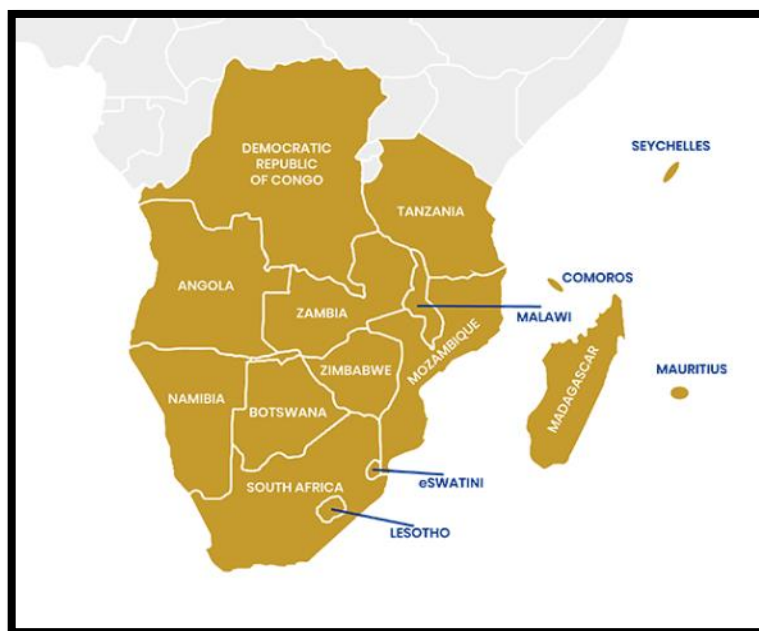 DEMOCRATIC
REPUBLIC
OF CONGO
SEYCHELLES
TANZANIA
ANGOLA
COMOROS
ZAMBIA
MALAWI
MOZAMBIQUE
MADAGASCAR
ZIMBABWE
MAURITIUS
NAMIBIA
BOTSWANA
eSWATINI
SOUTH AFRICA
LESOTHO